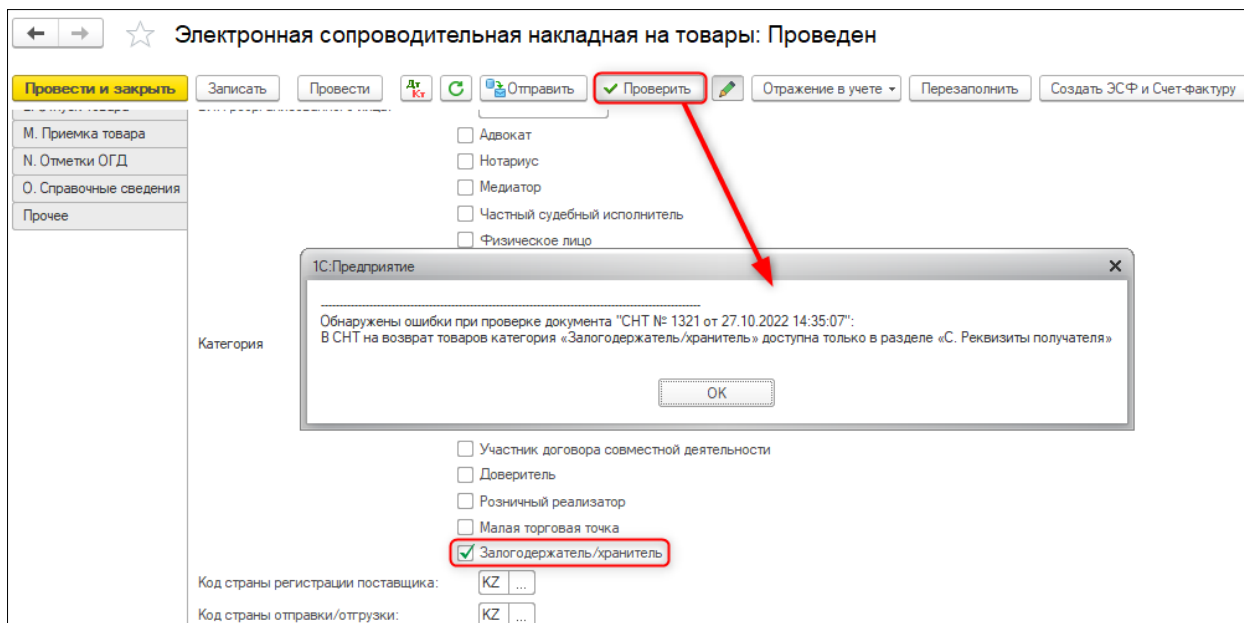 Электронная сопроводительная накладная на товары: Проведен
Провести и закрыть Записать Провести Дт Кт Отправить Проверить Отражение в учете Перезаполнить Создать ЭСФ и Счет-фактуру
M. Приемка товара
N. Отметки ОГД
O. Справочные сведения
Прочее
Адвокат
Нотариус
Медиатор
Частный судебный исполнитель
Физическое лицо
1С:Предприятие
Обнаружены ошибки при проверке документа "СНТ № 1321 от 27.10.2022 14:35:07":
В СНТ на возврат товаров категория «Залогодержатель/хранитель» доступна только в разделе «С. Реквизиты получателя»
Категория
OK
Участник договора совместной деятельности
Доверитель
Розничный реализатор
Малая торговая точка
Залогодержатель/хранитель
Код страны регистрации поставщика: KZ ...
Код страны отправки/отгрузки: KZ ...